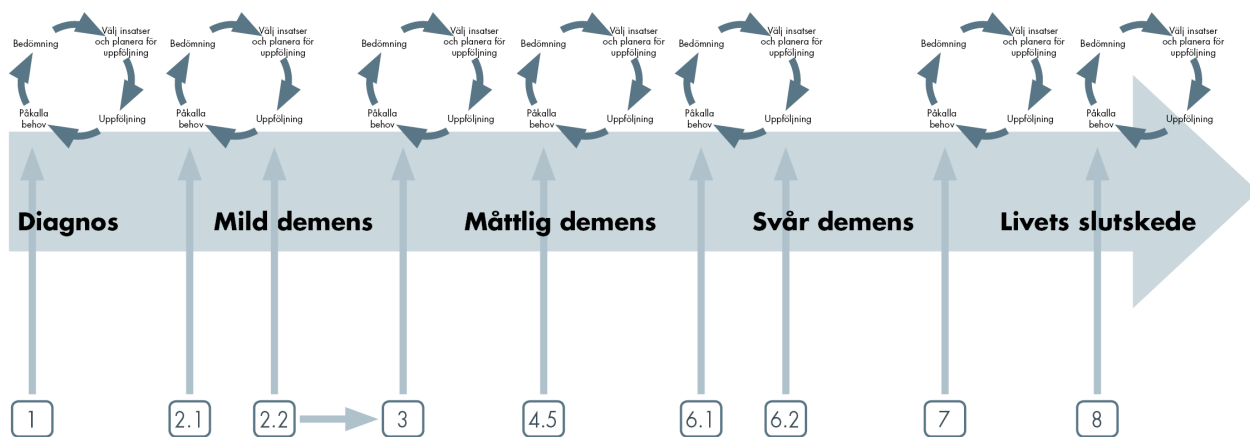 Bedömning
Välj insatser
och planera för
uppföljning
Påkalla
behov
Uppföljning
Bedömning
Välj insatser
och planera för
uppföljning
Påkalla
behov
Uppföljning
Bedömning
Välj insatser
och planera för
uppföljning
Påkalla
behov
Uppföljning
Bedömning
Välj insatser
och planera för
uppföljning
Påkalla
behov
Uppföljning
Bedömning
Välj insatser
och planera för
uppföljning
Påkalla
behov
Uppföljning
Bedömning
Välj insatser
och planera för
uppföljning
Påkalla
behov
Uppföljning
Bedömning
Välj insatser
och planera för
uppföljning
Påkalla
behov
Uppföljning
Diagnos
Mild demens
Måttlig demens
Svår demens
Livets slutskede
1
2.1
2.2
3
4.5
6.1
6.2
7
8